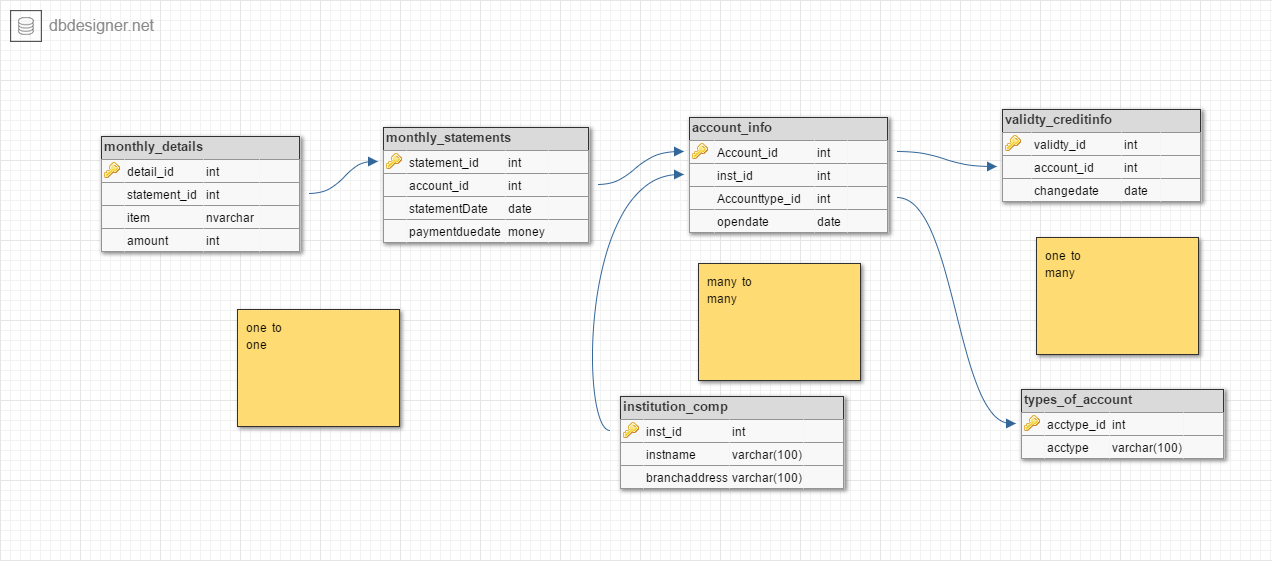 dbdesigner.net
monthly_details
detail_id int
statement_id int
item nvarchar
amount int
monthly_statements
statement_id int
account_id int
statementDate date
paymentduedate money
account_info
Account_id int
inst_id int
Accounttype_id int
opendate date
validty_creditinfo
validty_id int
account_id int
changedate date
one to
one
many to
many
one to
many
institution_comp
inst_id int
instname varchar(100)
branchaddress varchar(100)
types_of_account
acctype_id int
acctype varchar(100)